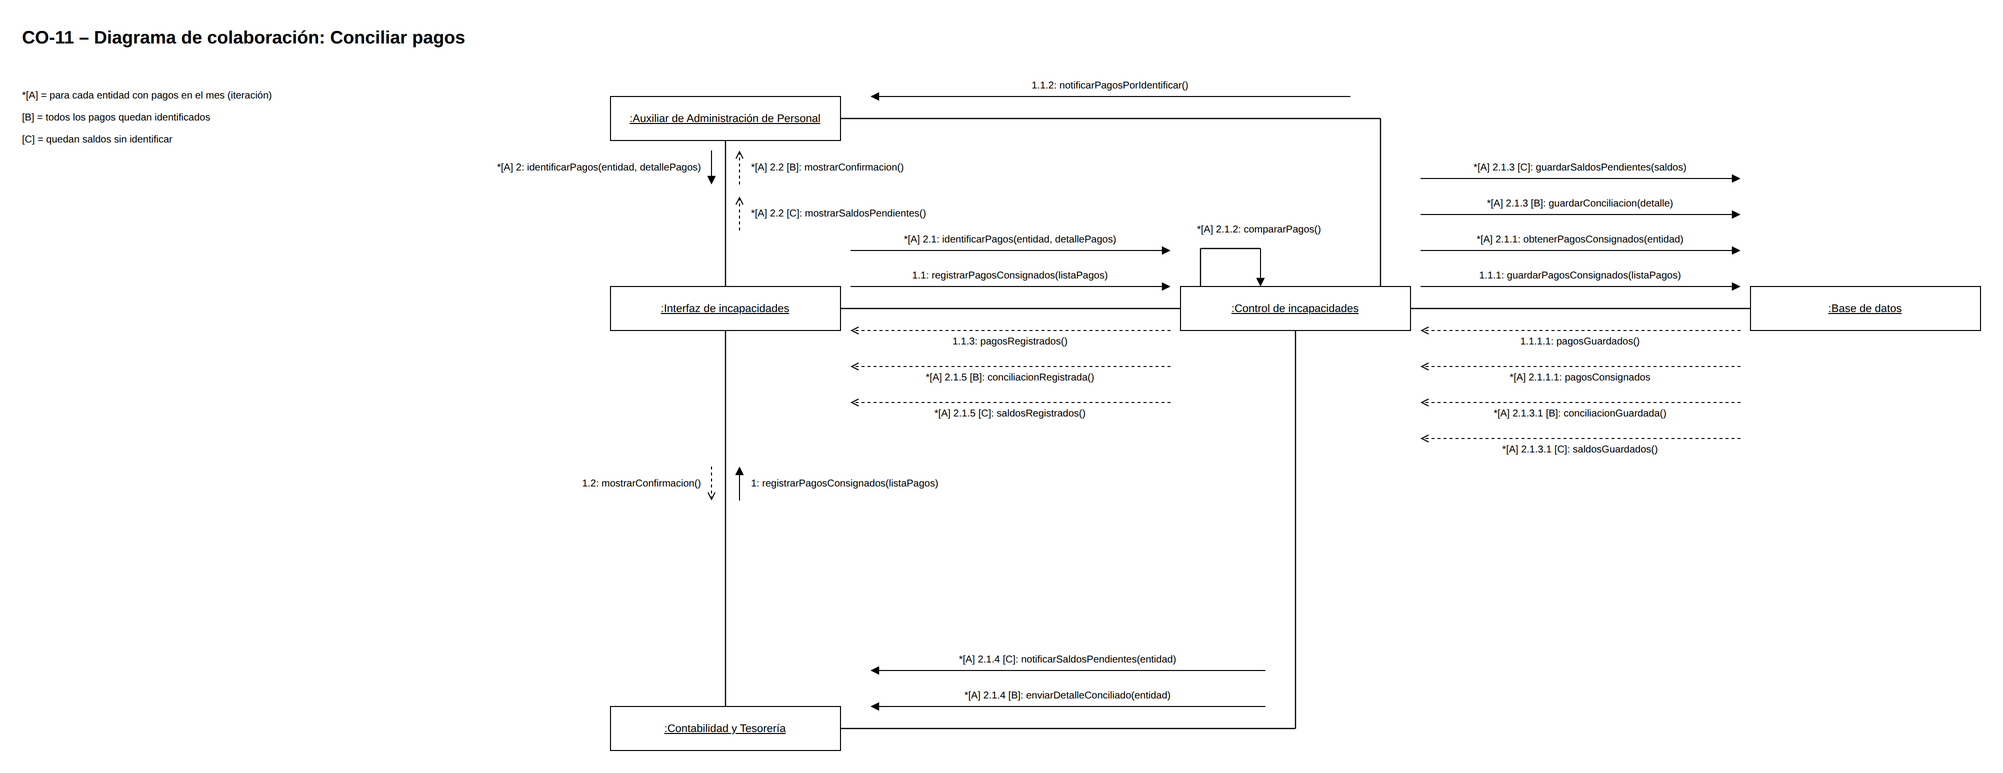 CO-11 – Diagrama de colaboración: Conciliar pagos
*[A] = para cada entidad con pagos en el mes (iteración)
[B] = todos los pagos quedan identificados
[C] = quedan saldos sin identificar
1.1.2: notificarPagosPorIdentificar()
:Auxiliar de Administración de Personal
*[A] 2: identificarPagos(entidad, detallePagos)
*[A] 2.2 [B]: mostrarConfirmacion()
*[A] 2.2 [C]: mostrarSaldosPendientes()
*[A] 2.1: identificarPagos(entidad, detallePagos)
1.1: registrarPagosConsignados(listaPagos)
*[A] 2.1.2: compararPagos()
*[A] 2.1.3 [C]: guardarSaldosPendientes(saldos)
*[A] 2.1.3 [B]: guardarConciliacion(detalle)
*[A] 2.1.1: obtenerPagosConsignados(entidad)
1.1.1: guardarPagosConsignados(listaPagos)
:Interfaz de incapacidades
:Control de incapacidades
:Base de datos
1.1.3: pagosRegistrados()
*[A] 2.1.5 [B]: conciliacionRegistrada()
*[A] 2.1.5 [C]: saldosRegistrados()
1.1.1.1: pagosGuardados()
*[A] 2.1.1.1: pagosConsignados
*[A] 2.1.3.1 [B]: conciliacionGuardada()
*[A] 2.1.3.1 [C]: saldosGuardados()
1.2: mostrarConfirmacion()
1: registrarPagosConsignados(listaPagos)
*[A] 2.1.4 [C]: notificarSaldosPendientes(entidad)
*[A] 2.1.4 [B]: enviarDetalleConciliado(entidad)
:Contabilidad y Tesorería